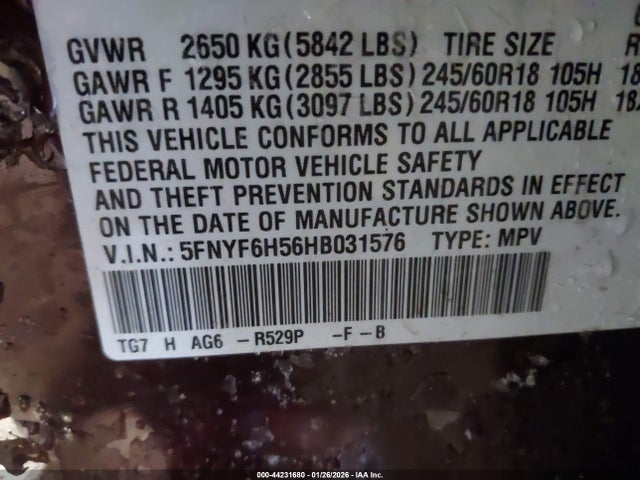 GVWR 2650 KG(5842 LBS) TIRE SIZE
GAWR F 1295 KG(2855 LBS)245/60R18 105H 18
GAWR R 1405 KG(3097 LBS)245/60R18 105H 18
THIS VEHICLE CONFORMS TO ALL APPLICABLE
FEDERAL MOTOR VEHICLE SAFETY
AND THEFT PREVENTION STANDARDS IN EFFECT
ON THE DATE OF MANUFACTURE SHOWN ABOVE.
V.I.N.: 5FNYF6H56HB031576 TYPE: MPV
TG7 H AG6 -R529P -F-B
000-44231680 - 01/26/2026 - IAA Inc.